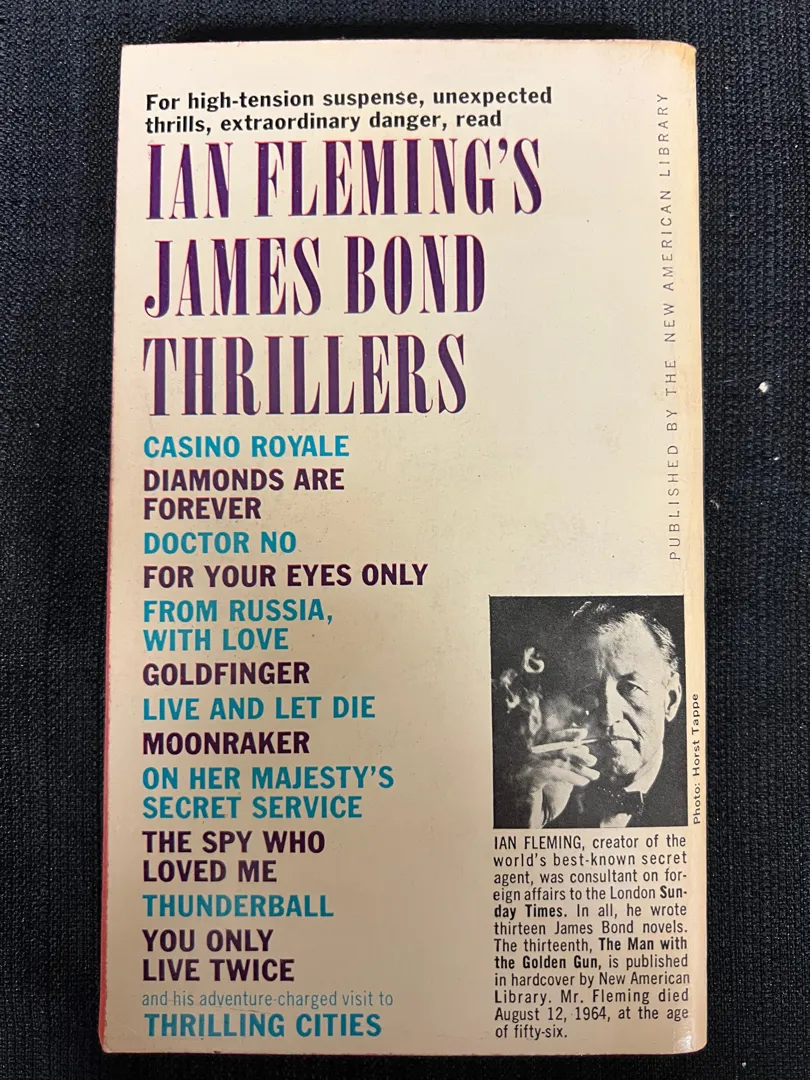 For high-tension suspense, unexpected
thrills, extraordinary danger, read
IAN FLEMING'S
JAMES BOND
THRILLERS
CASINO ROYALE
DIAMONDS ARE
FOREVER
DOCTOR NO
FOR YOUR EYES ONLY
FROM RUSSIA,
WITH LOVE
GOLDFINGER
LIVE AND LET DIE
MOONRAKER
ON HER MAJESTY'S
SECRET SERVICE
THE SPY WHO
LOVED ME
THUNDERBALL
YOU ONLY
LIVE TWICE
and his adventure-charged visit to
THRILLING CITIES
PUBLISHED BY THE NEW AMERICAN LIBRARY
Photo: Horst Tappe
IAN FLEMING, creator of the
world's best-known secret
agent, was consultant on for-
eign affairs to the London Sun-
day Times. In all, he wrote
thirteen James Bond novels.
The thirteenth, The Man with
the Golden Gun, is published
in hardcover by New American
Library. Mr. Fleming died
August 12, 1964, at the age
of fifty-six.